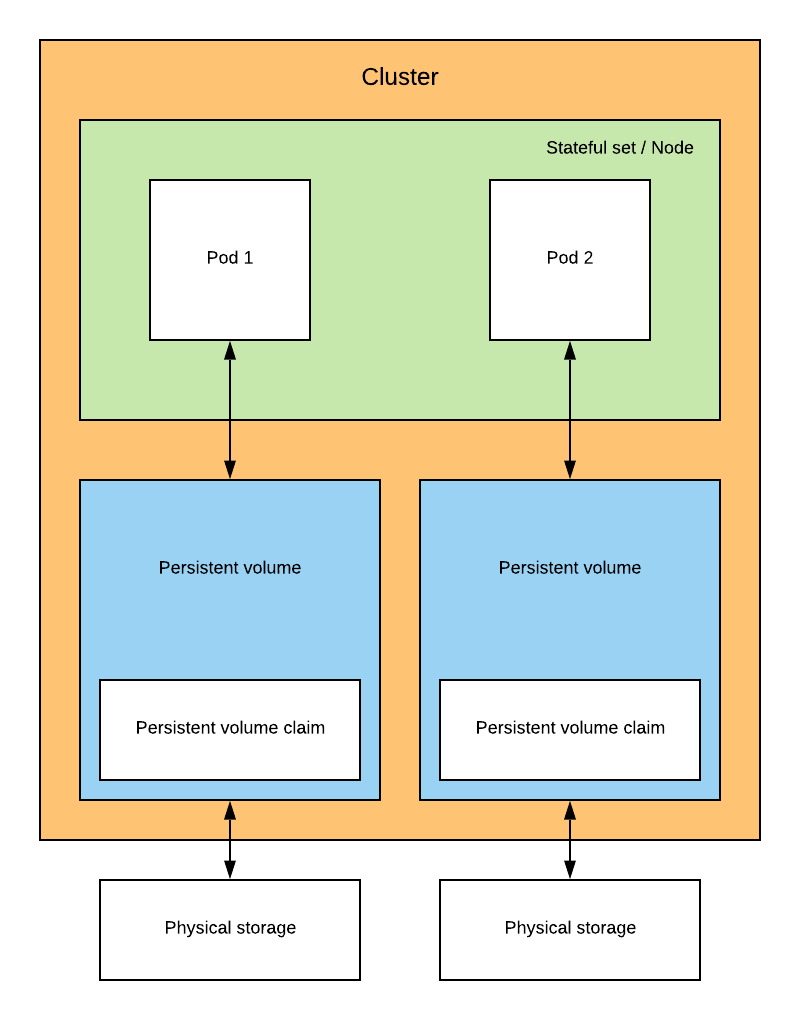 Cluster
Stateful set / Node
Pod 1
Pod 2
Persistent volume
Persistent volume
Persistent volume claim
Persistent volume claim
Physical storage
Physical storage